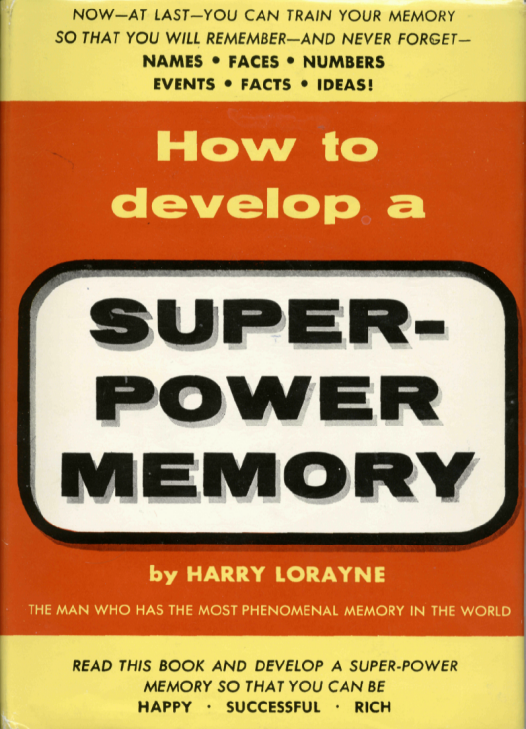 NOW—AT LAST—YOU CAN TRAIN YOUR MEMORY
SO THAT YOU WILL REMEMBER—AND NEVER FORGET—
NAMES • FACES • NUMBERS
EVENTS • FACTS • IDEAS!
How to
develop a
SUPER-
POWER
MEMORY
by HARRY LORAYNE
THE MAN WHO HAS THE MOST PHENOMENAL MEMORY IN THE WORLD
READ THIS BOOK AND DEVELOP A SUPER-POWER
MEMORY SO THAT YOU CAN BE
HAPPY · SUCCESSFUL · RICH